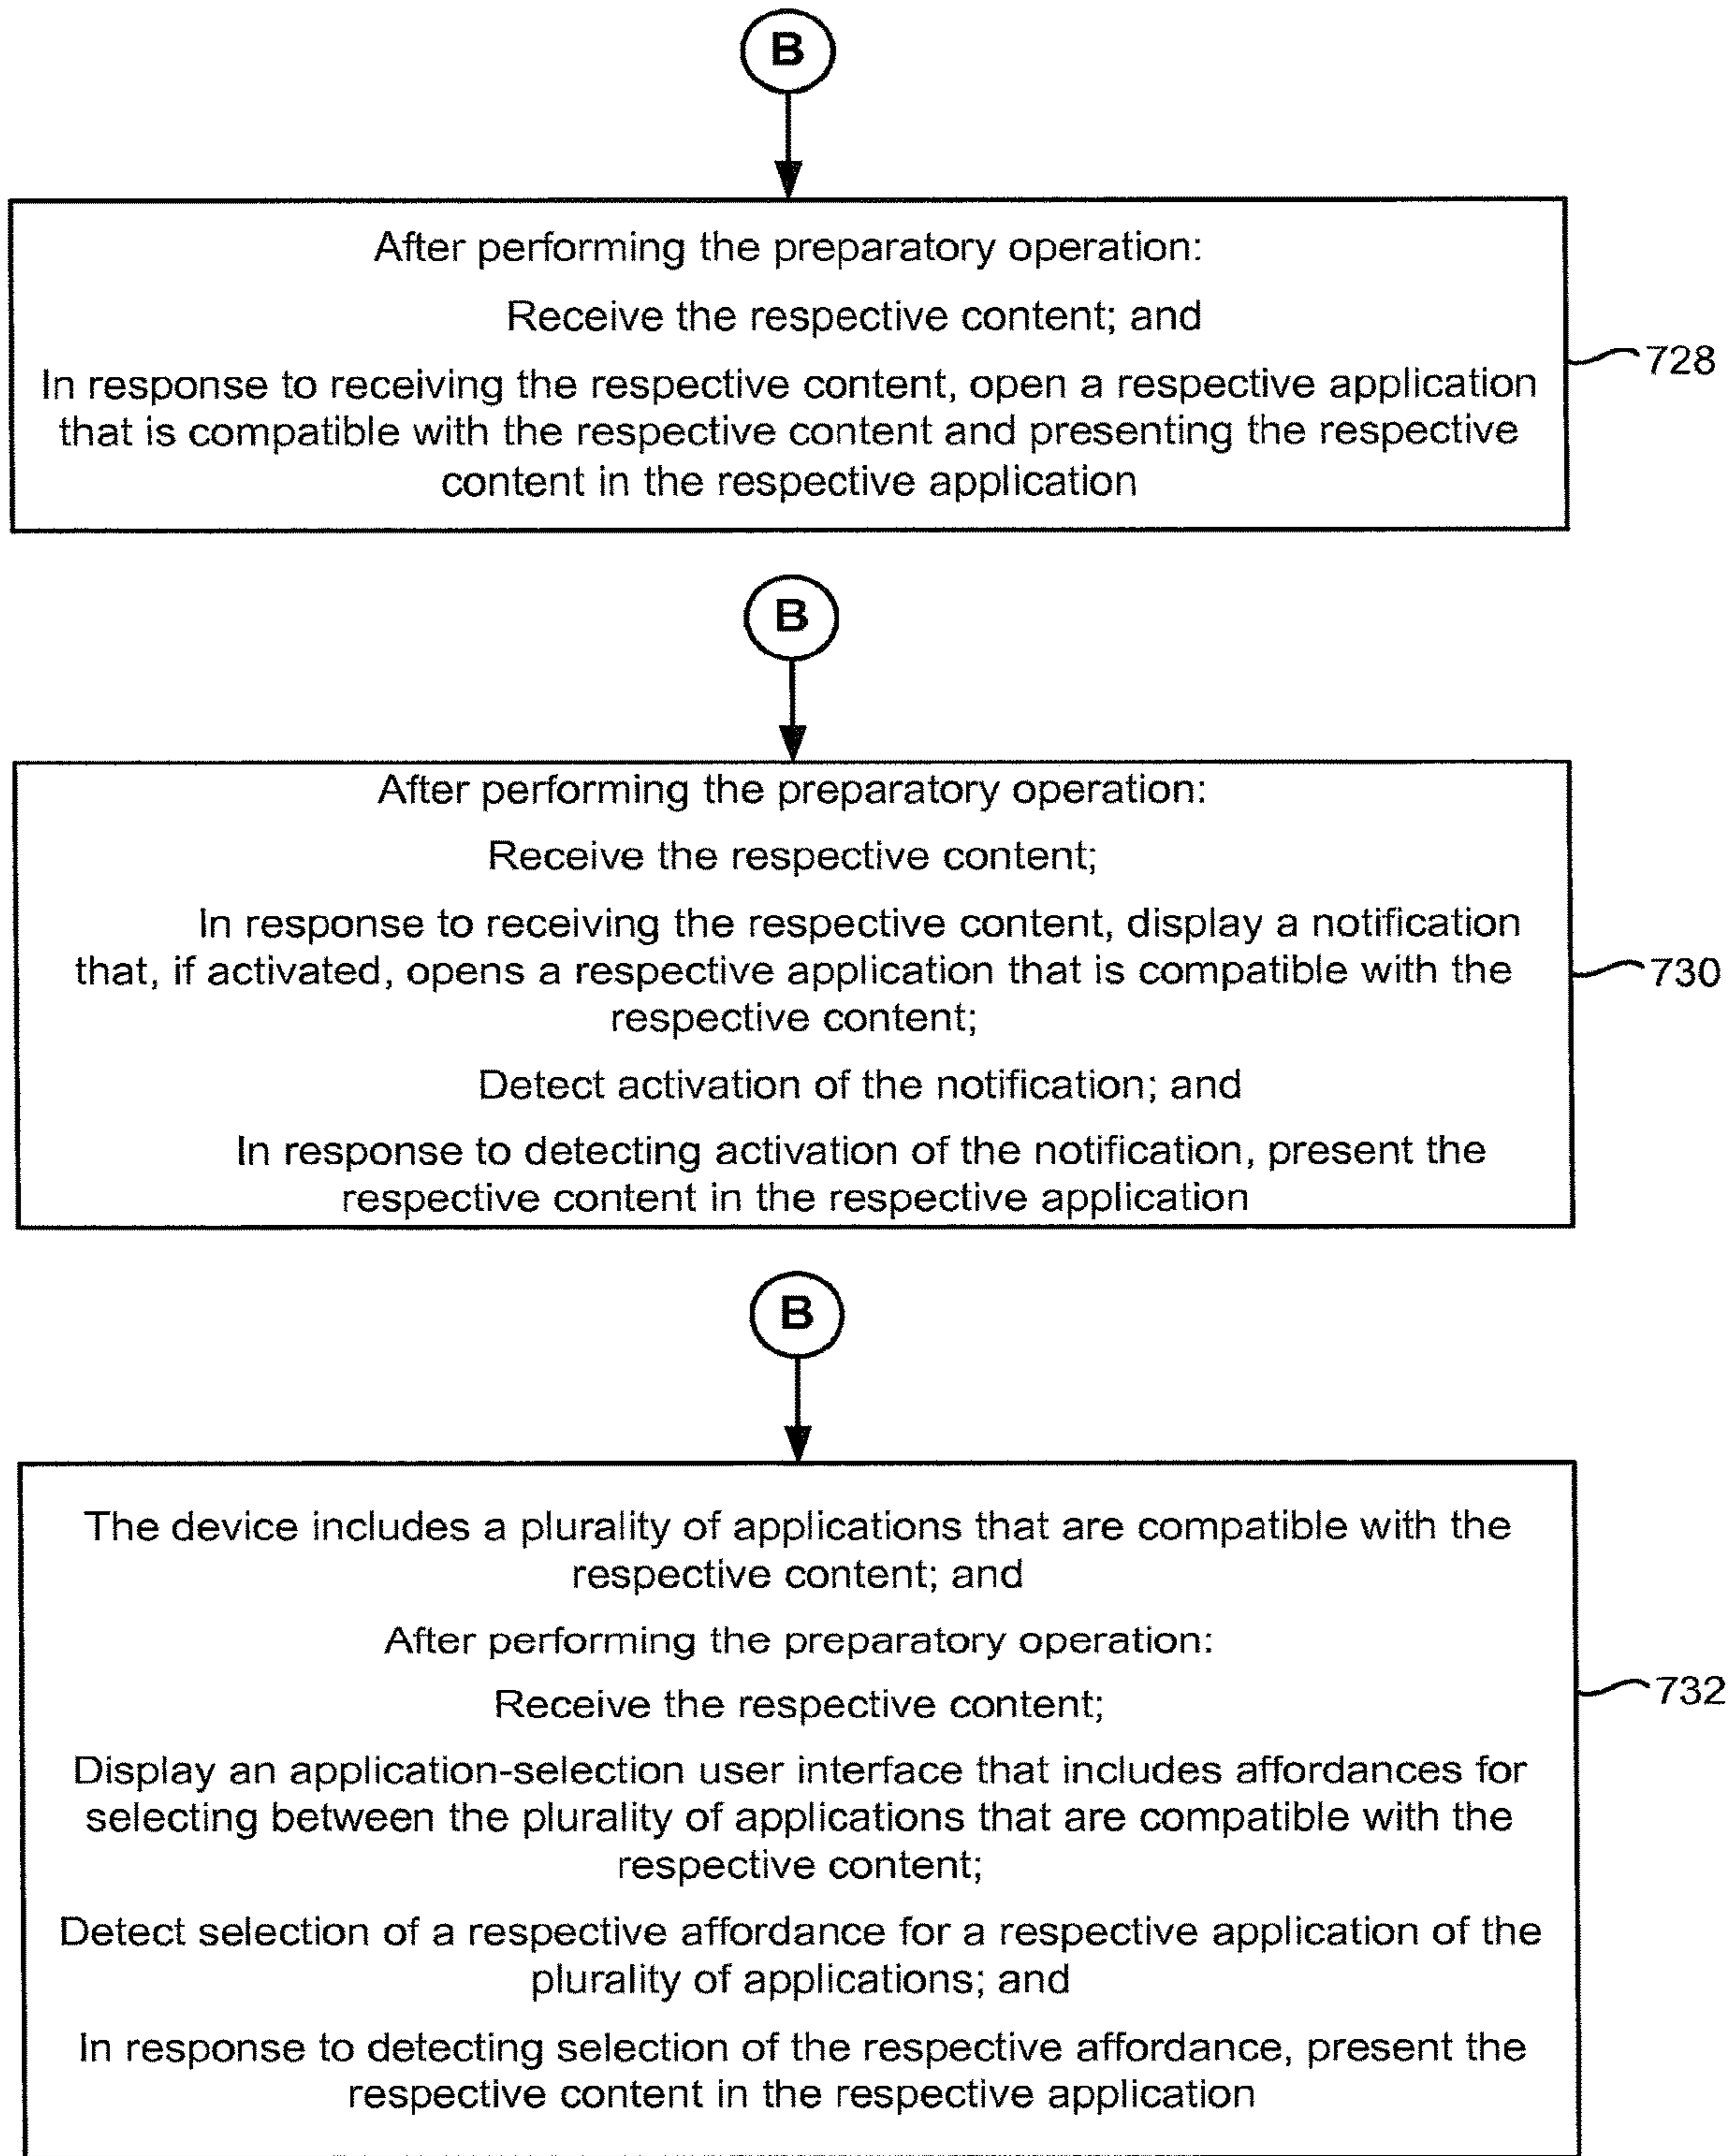 B
After performing the preparatory operation:
Receive the respective content; and
In response to receiving the respective content, open a respective application
that is compatible with the respective content and presenting the respective
content in the respective application
728
B
After performing the preparatory operation:
Receive the respective content;
In response to receiving the respective content, display a notification
that, if activated, opens a respective application that is compatible with the
respective content;
Detect activation of the notification; and
In response to detecting activation of the notification, present the
respective content in the respective application
730
B
The device includes a plurality of applications that are compatible with the
respective content; and
After performing the preparatory operation:
Receive the respective content;
Display an application-selection user interface that includes affordances for
selecting between the plurality of applications that are compatible with the
respective content;
Detect selection of a respective affordance for a respective application of the
plurality of applications; and
In response to detecting selection of the respective affordance, present the
respective content in the respective application
732